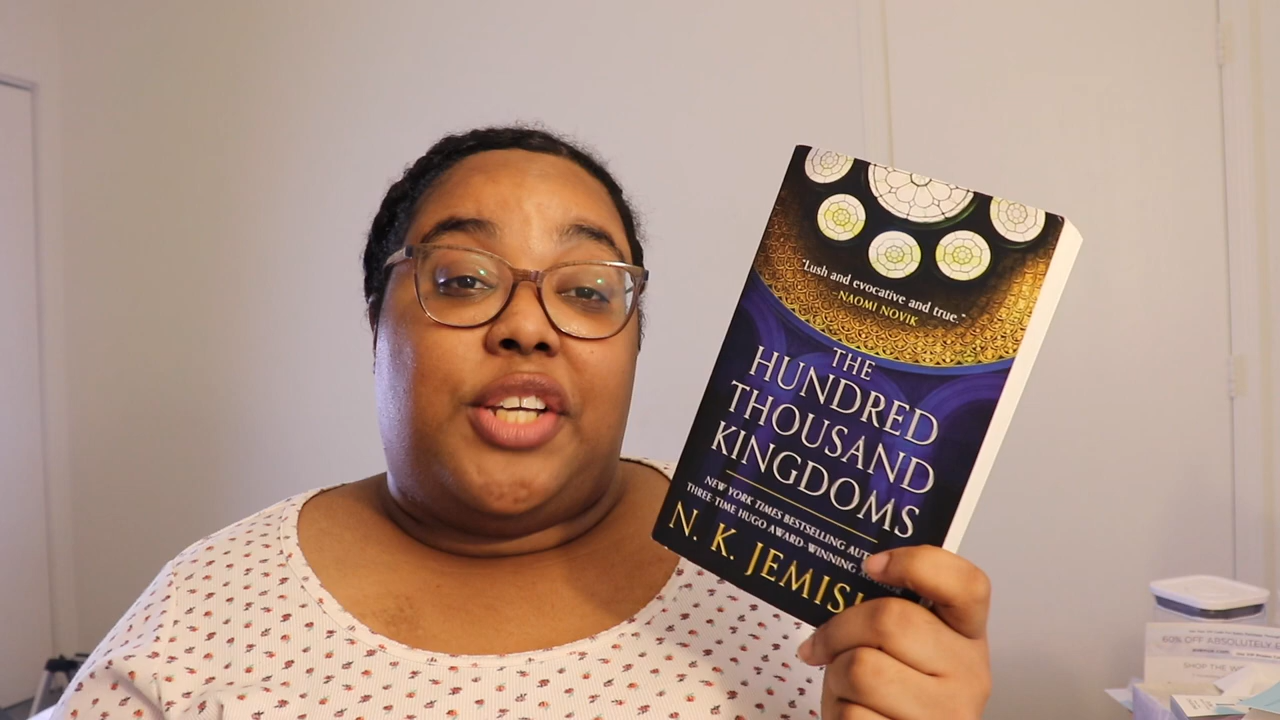 "Lush and evocative and true."
—NAOMI NOVIK
THE
HUNDRED
THOUSAND
KINGDOMS
NEW YORK TIMES BESTSELLING
THREE-TIME HUGO AWARD-WINNING
N. K.
60% OFF ABSOLUTELY
SHOP THE